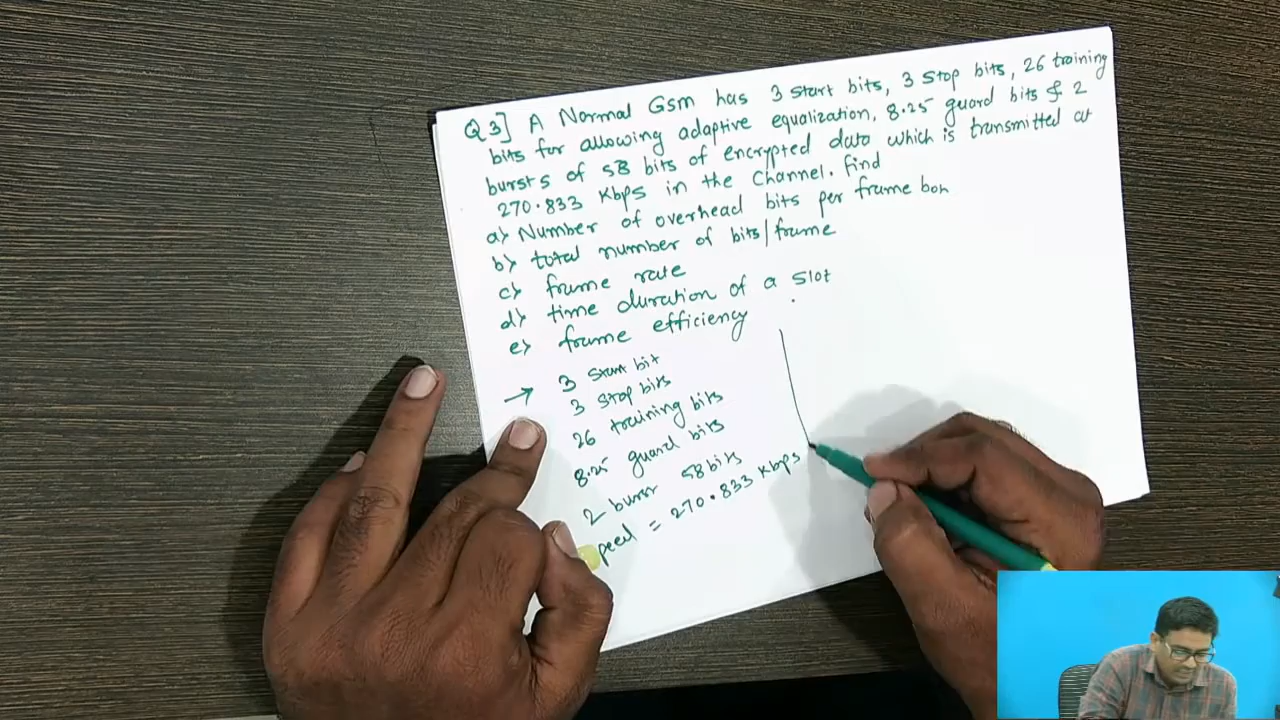 Q3] A Normal Gsm has 3 start bits, 3 stop bits, 26 training
bits for allowing adaptive equalization, 8.25 guard bits & 2
bursts of 58 bits of encrypted data which is transmitted at
270.833 Kbps in the channel. find
a) Number of overhead bits per frame
b) total number of bits/frame
c) frame rate
d) time duration of a slot
e) frame efficiency
→ 3 start bit
3 stop bits
26 training bits
8.25 guard bits
2 burst 58 bits
peed = 270.833 Kbps